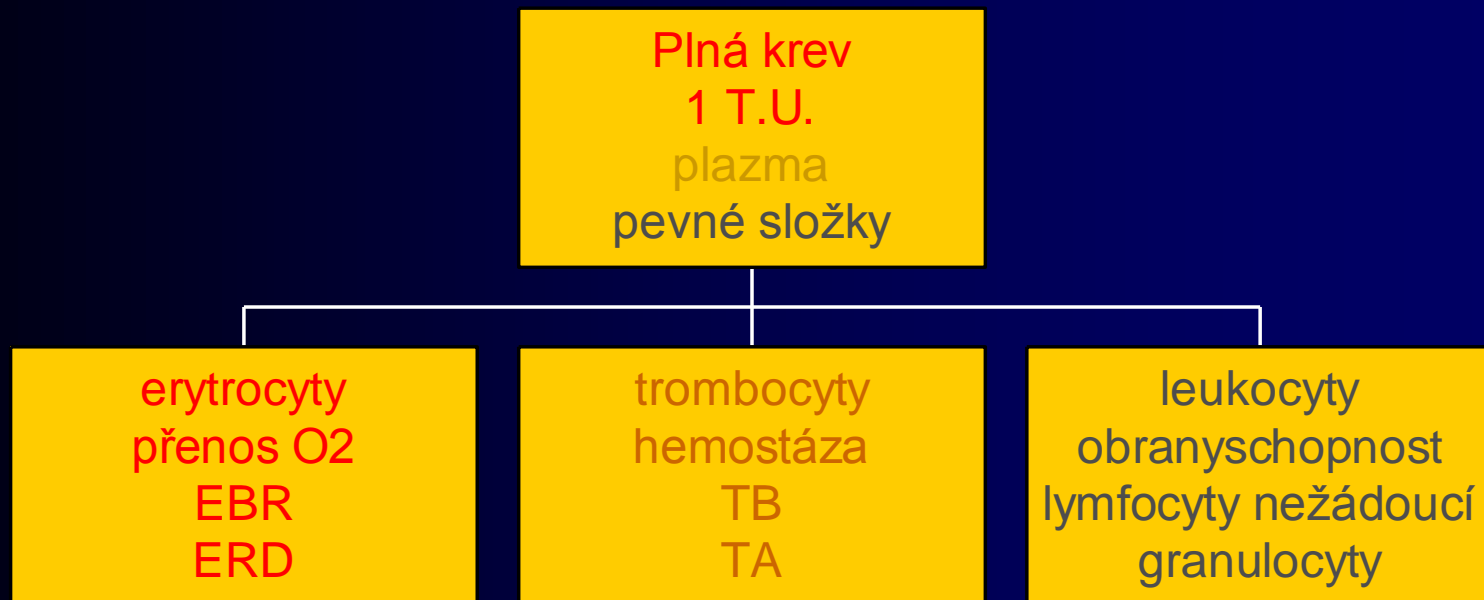 Plná krev
1 T.U.
plazma
pevné složky
erytrocyty
přenos O2
EBR
ERD
trombocyty
hemostáza
TB
TA
leukocyty
obranyschopnost
lymfocyty nežádoucí
granulocyty